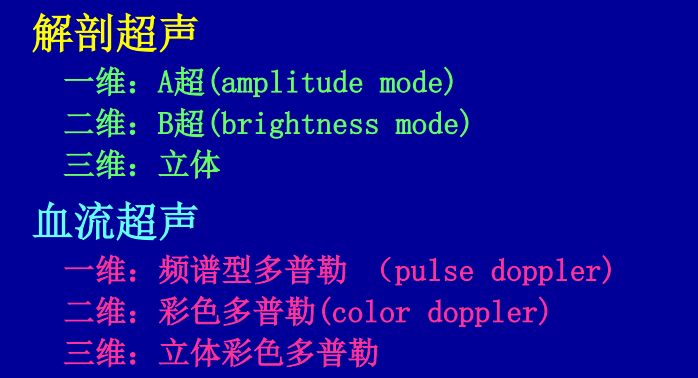 解剖超声
一维：A超(amplitude mode)
二维：B超(brightness mode)
三维：立体
血流超声
一维：频谱型多普勒 （pulse doppler)
二维：彩色多普勒(color doppler)
三维：立体彩色多普勒